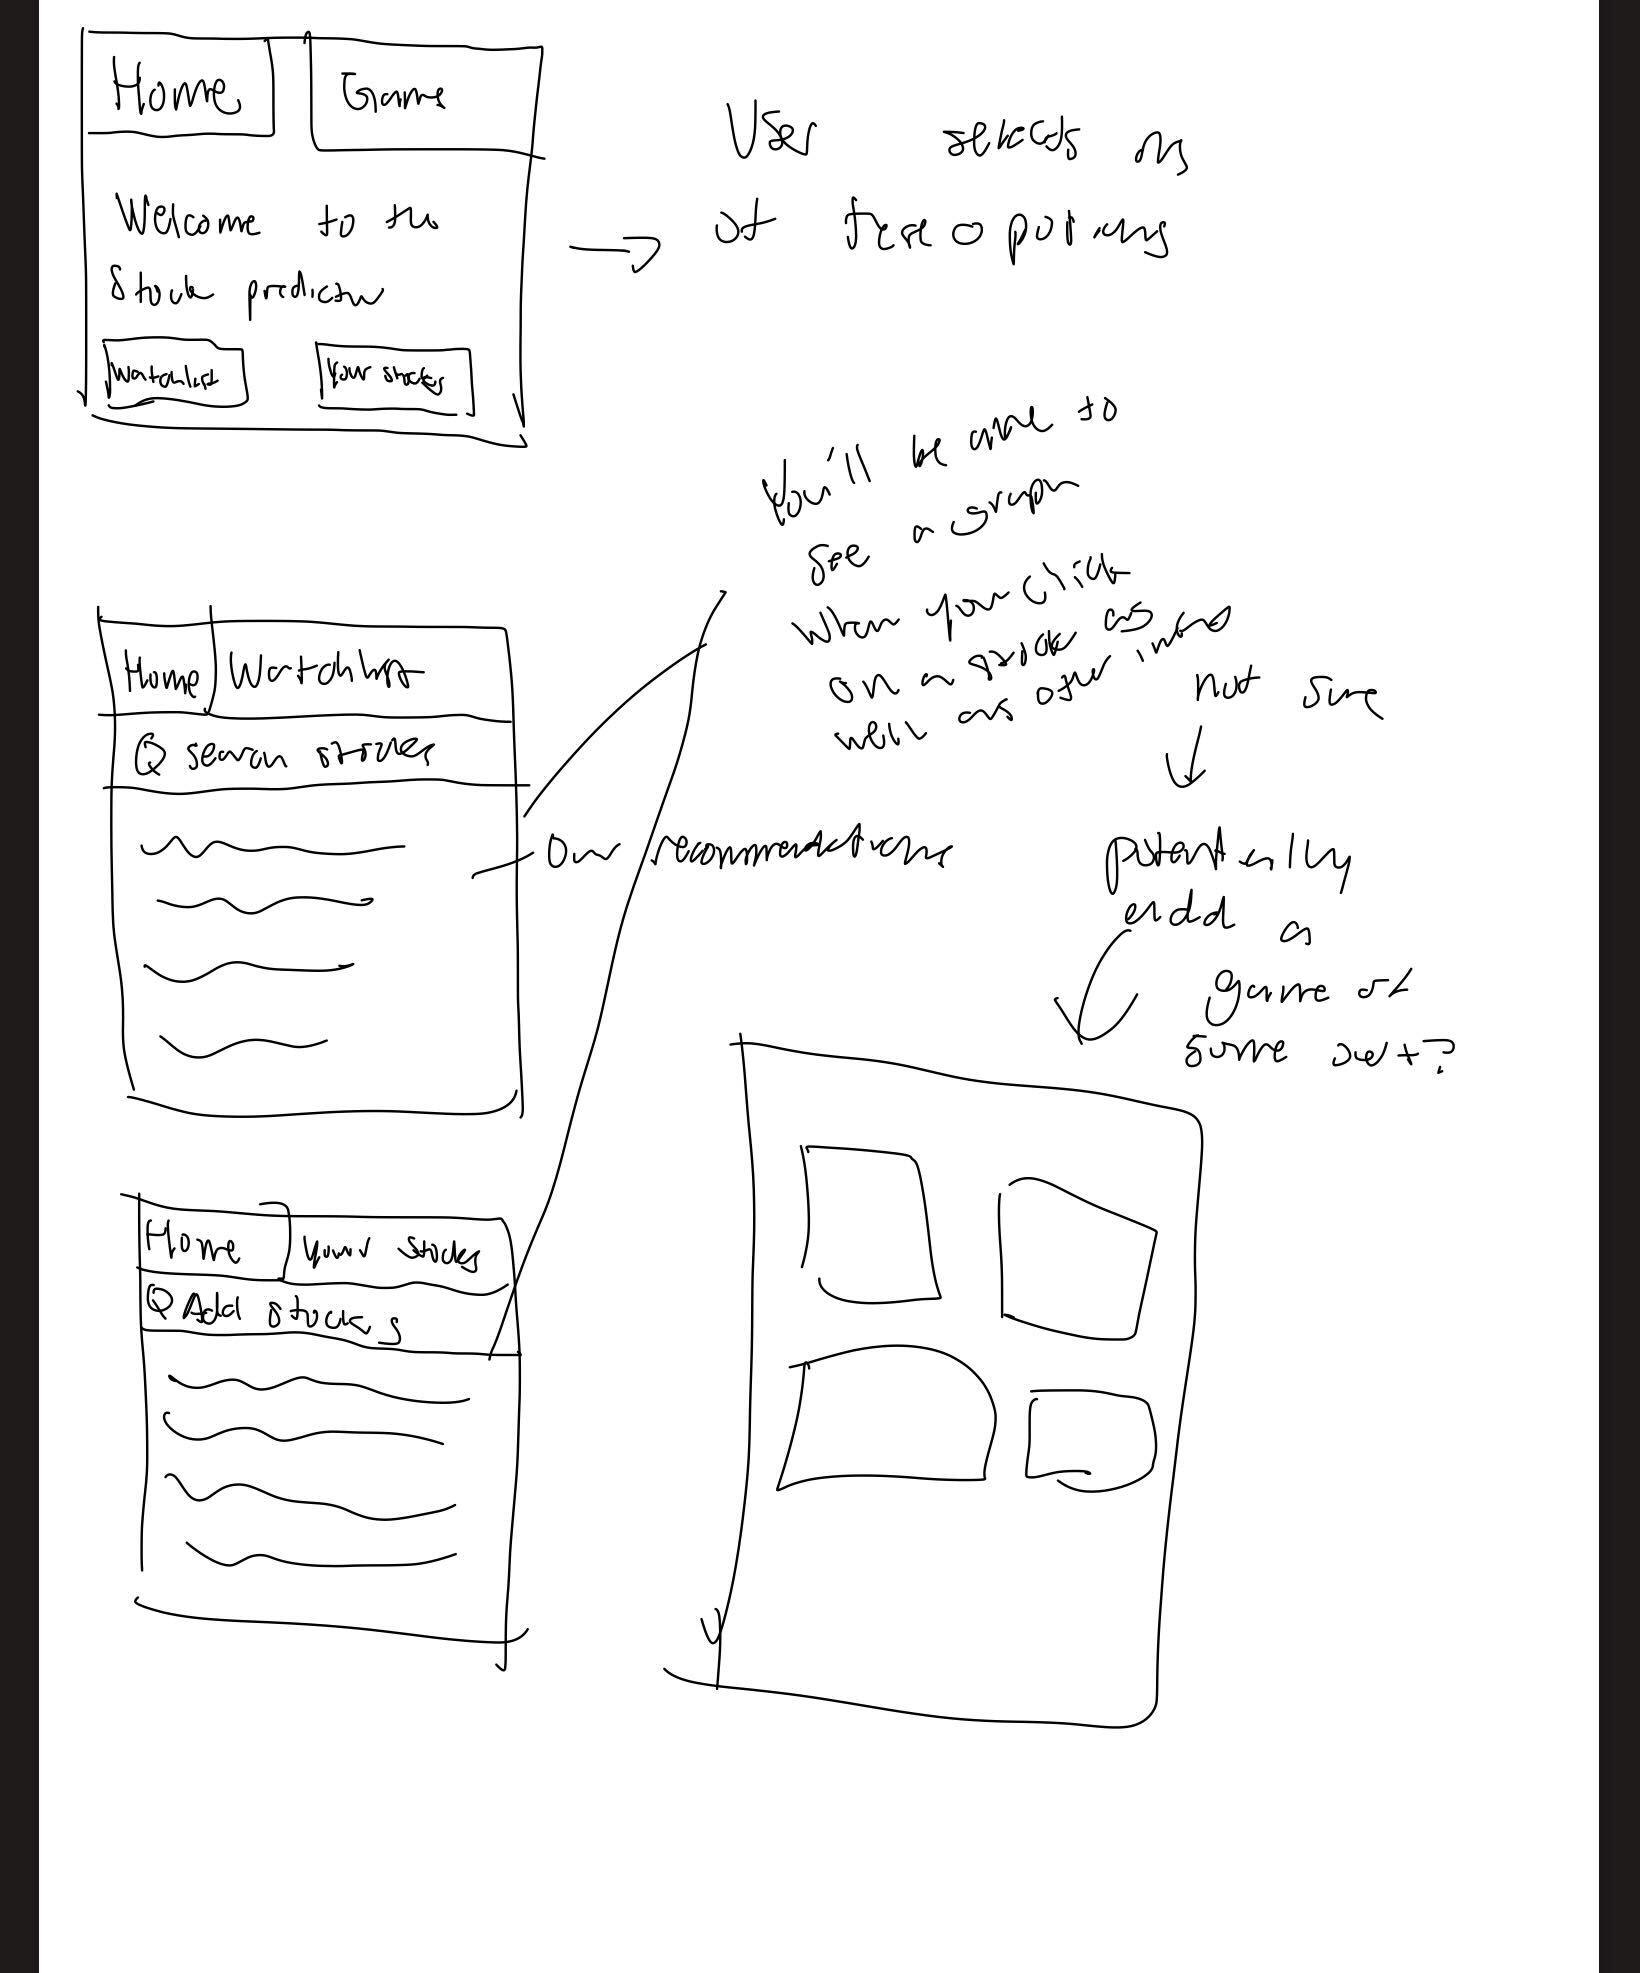 Home Game
Welcome to the
Stock predictor
Watchlist Your stocks
User selects any
of these options
You'll be able to
see a graph
when you click
on a stock as
well as other info
Home Watchlist
Q search stocks
Our recommendations
not sure
potentially
add a
game of
some sort?
Home your stocks
Q Add stocks